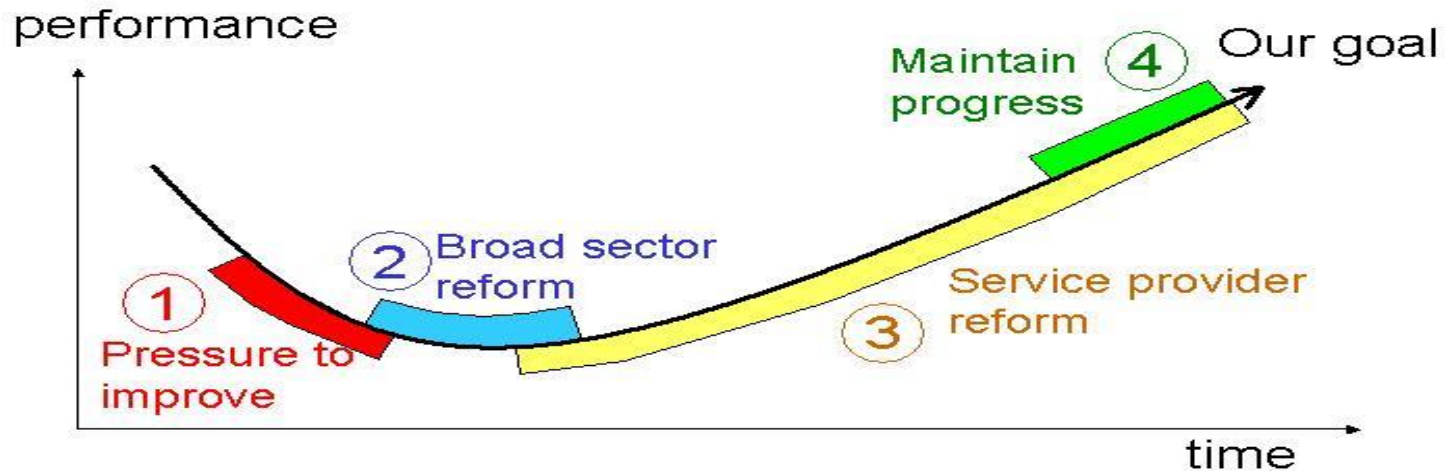 performance
Maintain
progress
4
Our goal
2
Broad sector
reform
1
Pressure to
improve
Service provider
reform
3
time